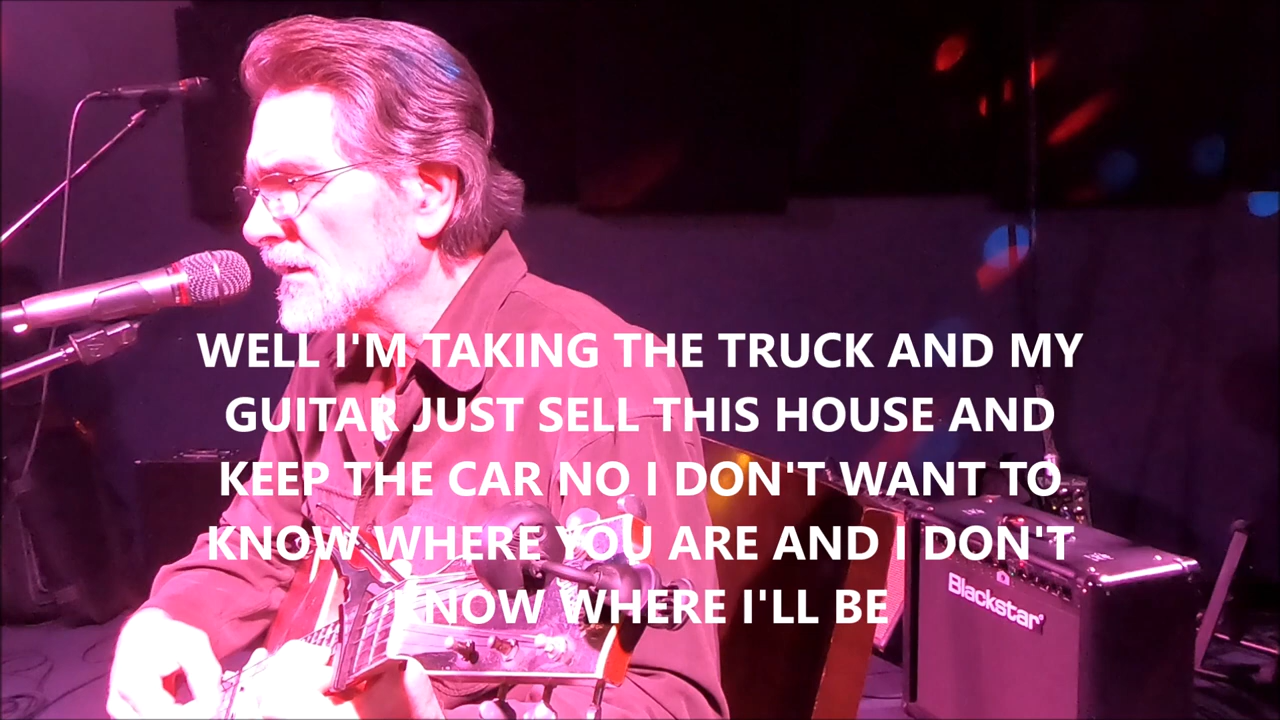 WELL I'M TAKING THE TRUCK AND MY
GUITAR JUST SELL THIS HOUSE AND
KEEP THE CAR NO I DON'T WANT TO
KNOW WHERE YOU ARE AND I DON'T
KNOW WHERE I'LL BE
Blackstar